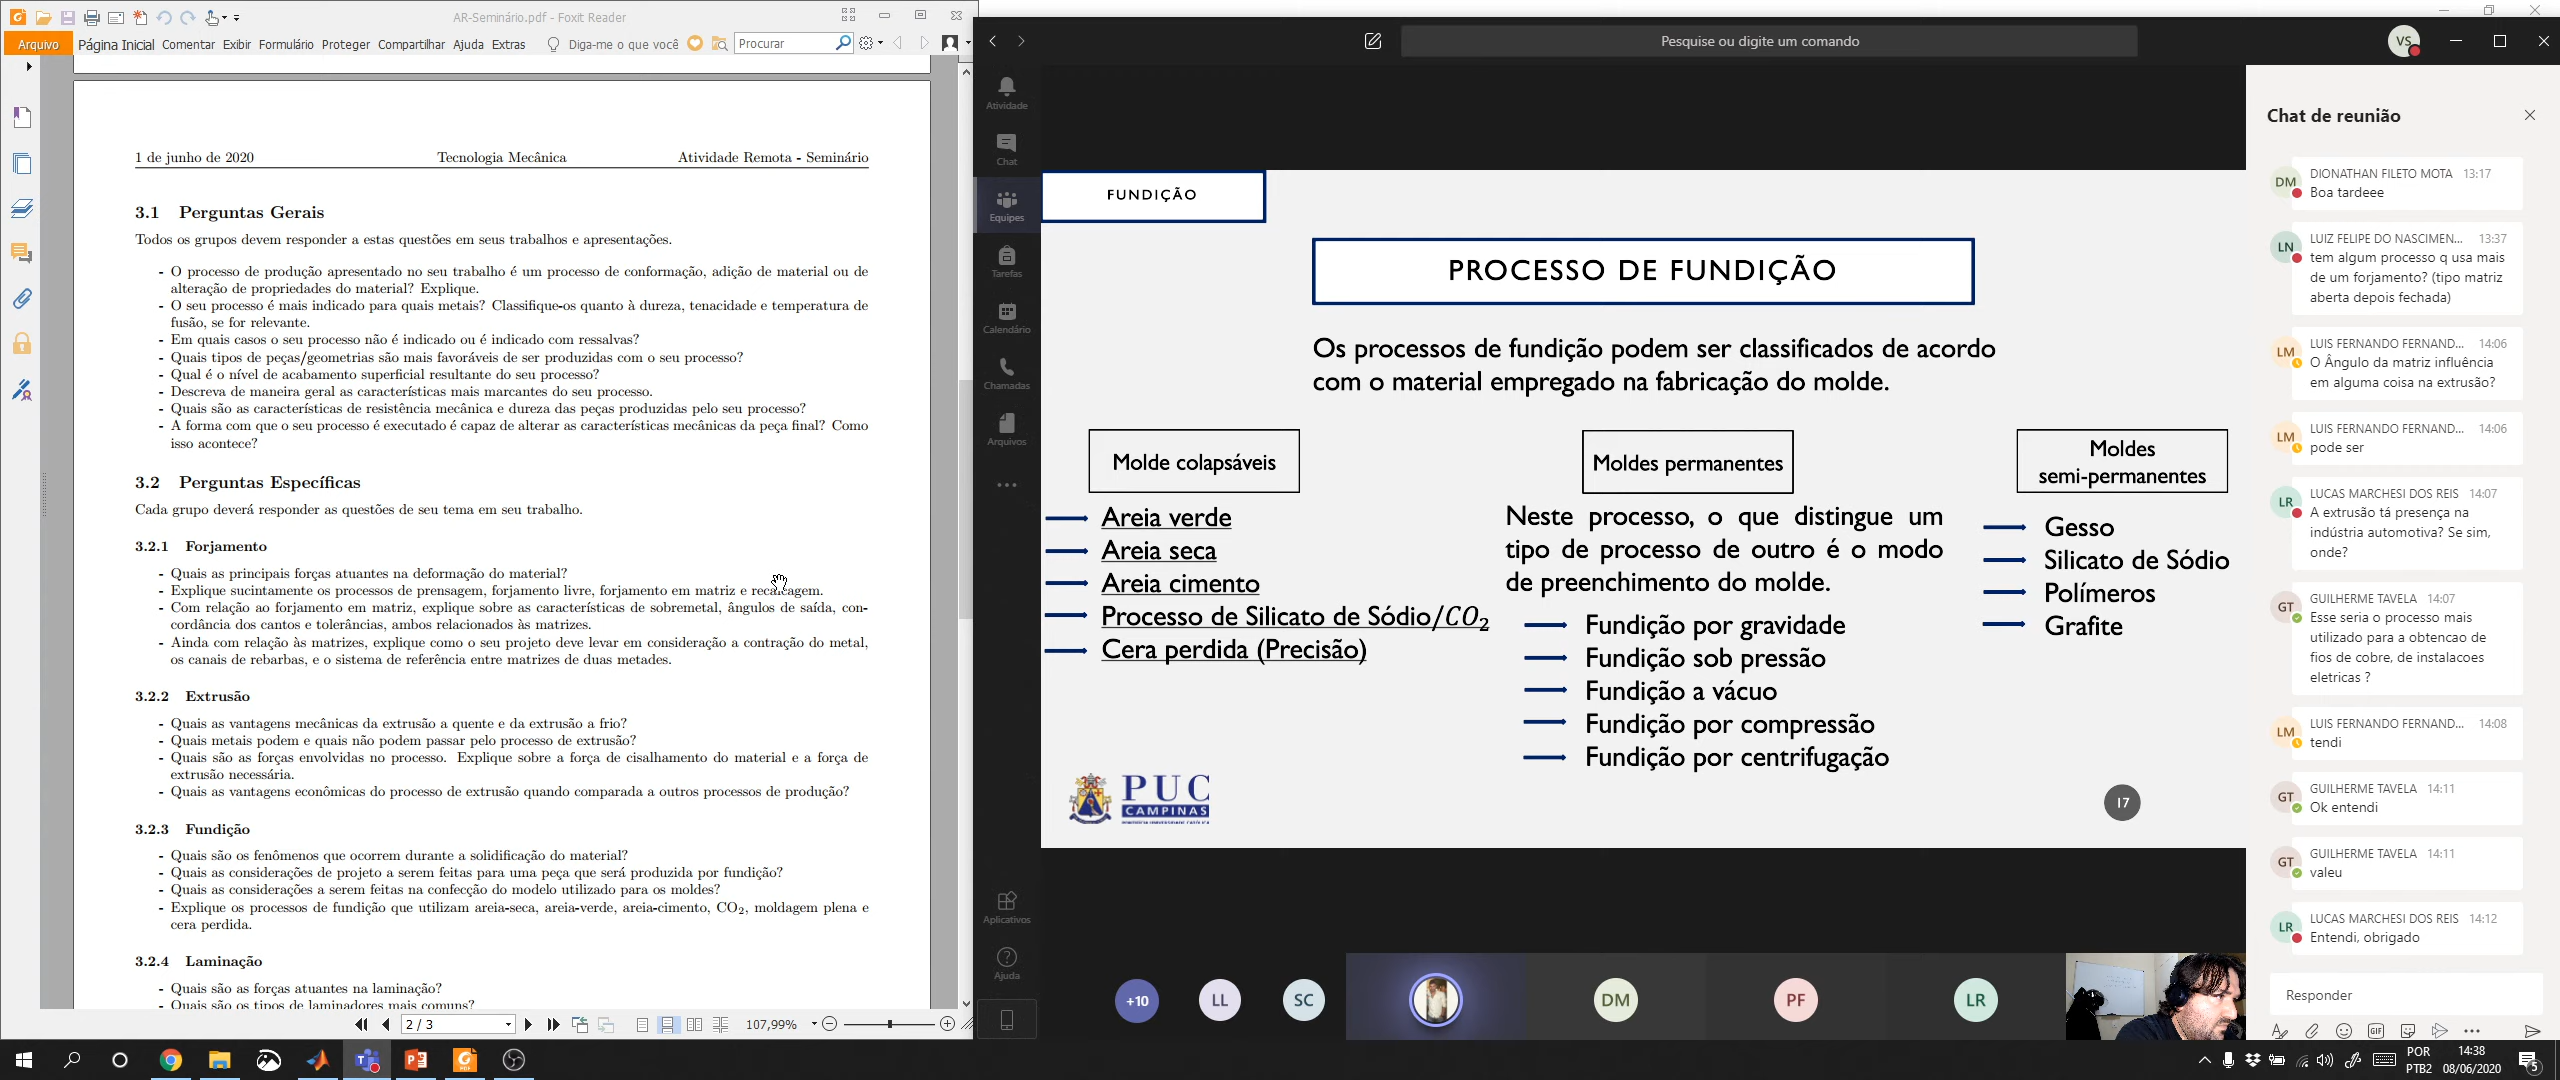 AR-Seminário.pdf - Foxit Reader
Arquivo Página Inicial Comentar Exibir Formulário Proteger Compartilhar Ajuda Extras Diga-me o que você Procurar
1 de junho de 2020 Tecnologia Mecânica Atividade Remota - Seminário
3.1 Perguntas Gerais
Todos os grupos devem responder a estas questões em seus trabalhos e apresentações.
- O processo de produção apresentado no seu trabalho é um processo de conformação, adição de material ou de
alteração de propriedades do material? Explique.
- O seu processo é mais indicado para quais metais? Classifique-os quanto à dureza, tenacidade e temperatura de
fusão, se for relevante.
- Em quais casos o seu processo não é indicado ou é indicado com ressalvas?
- Quais tipos de peças/geometrias são mais favoráveis de ser produzidas com o seu processo?
- Qual é o nível de acabamento superficial resultante do seu processo?
- Descreva de maneira geral as características mais marcantes do seu processo.
- Quais são as características de resistência mecânica e dureza das peças produzidas pelo seu processo?
- A forma com que o seu processo é executado é capaz de alterar as características mecânicas da peça final? Como
isso acontece?
3.2 Perguntas Específicas
Cada grupo deverá responder as questões de seu tema em seu trabalho.
3.2.1 Forjamento
- Quais as principais forças atuantes na deformação do material?
- Explique sucintamente os processos de prensagem, forjamento livre, forjamento em matriz e recalcagem.
- Com relação ao forjamento em matriz, explique sobre as características de sobremetal, ângulos de saída, con-
cordância dos cantos e tolerâncias, ambos relacionados às matrizes.
- Ainda com relação às matrizes, explique como o seu projeto deve levar em consideração a contração do metal,
os canais de rebarbas, e o sistema de referência entre matrizes de duas metades.
3.2.2 Extrusão
- Quais as vantagens mecânicas da extrusão a quente e da extrusão a frio?
- Quais metais podem e quais não podem passar pelo processo de extrusão?
- Quais são as forças envolvidas no processo. Explique sobre a força de cisalhamento do material e a força de
extrusão necessária.
- Quais as vantagens econômicas do processo de extrusão quando comparada a outros processos de produção?
3.2.3 Fundição
- Quais são os fenômenos que ocorrem durante a solidificação do material?
- Quais as considerações de projeto a serem feitas para uma peça que será produzida por fundição?
- Quais as considerações a serem feitas na confecção do modelo utilizado para os moldes?
- Explique os processos de fundição que utilizam areia-seca, areia-verde, areia-cimento, CO2, moldagem plena e
cera perdida.
3.2.4 Laminação
- Quais são as forças atuantes na laminação?
- Quais são os tipos de laminadores mais comuns?
2 / 3 107,99%
Pesquise ou digite um comando
VS
Atividade
Chat
Equipes
Tarefas
Calendário
Chamadas
Arquivos
Aplicativos
Ajuda
FUNDIÇÃO
PROCESSO DE FUNDIÇÃO
Os processos de fundição podem ser classificados de acordo
com o material empregado na fabricação do molde.
Molde colapsáveis
Areia verde
Areia seca
Areia cimento
Processo de Silicato de Sódio/CO2
Cera perdida (Precisão)
Moldes permanentes
Neste processo, o que distingue um
tipo de processo de outro é o modo
de preenchimento do molde.
Fundição por gravidade
Fundição sob pressão
Fundição a vácuo
Fundição por compressão
Fundição por centrifugação
Moldes
semi-permanentes
Gesso
Silicato de Sódio
Polímeros
Grafite
PUC
CAMPINAS
PONTIFÍCIA UNIVERSIDADE CATÓLICA
17
+10 LL SC DM PF LR
Chat de reunião
DM DIONATHAN FILETO MOTA 13:17
Boa tardeee
LN LUIZ FELIPE DO NASCIMEN... 13:37
tem algum processo q usa mais
de um forjamento? (tipo matriz
aberta depois fechada)
LM LUIS FERNANDO FERNAND... 14:06
O Ângulo da matriz influência
em alguma coisa na extrusão?
LM LUIS FERNANDO FERNAND... 14:06
pode ser
LR LUCAS MARCHESI DOS REIS 14:07
A extrusão tá presença na
indústria automotiva? Se sim,
onde?
GT GUILHERME TAVELA 14:07
Esse seria o processo mais
utilizado para a obtencao de
fios de cobre, de instalacoes
eletricas ?
LM LUIS FERNANDO FERNAND... 14:08
tendi
GT GUILHERME TAVELA 14:11
Ok entendi
GT GUILHERME TAVELA 14:11
valeu
LR LUCAS MARCHESI DOS REIS 14:12
Entendi, obrigado
Responder
GIF
POR
PTB2
14:38
08/06/2020
5